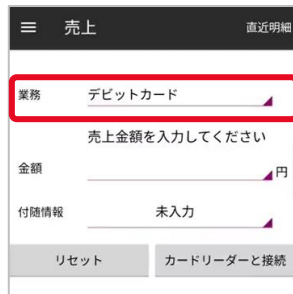 売上 直近明細
業務 デビットカード
売上金額を入力してください
金額 円
付随情報 未入力
リセット カードリーダーと接続